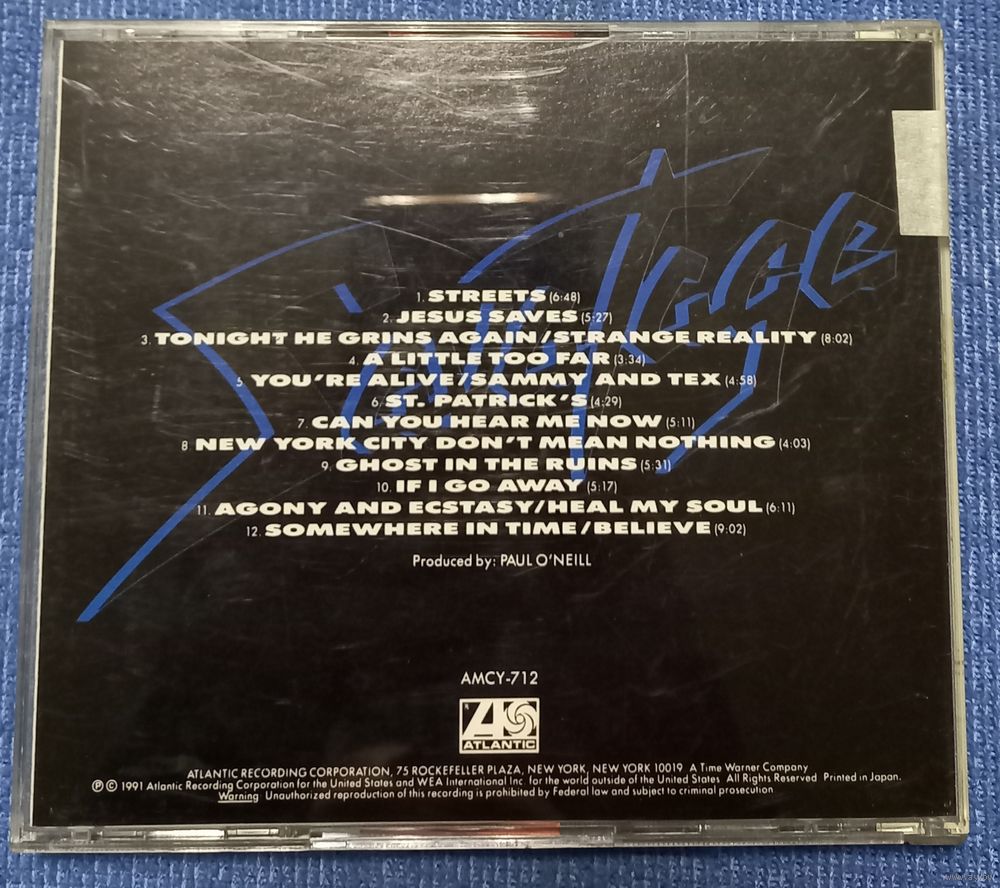 Savatage
1. STREETS (6:48)
2. JESUS SAVES (5:27)
3. TONIGHT HE GRINS AGAIN/STRANGE REALITY (8:02)
4. A LITTLE TOO FAR (3:34)
5 YOU'RE ALIVE/SAMMY AND TEX (4:58)
6. ST. PATRICK'S (4:29)
7. CAN YOU HEAR ME NOW (5:11)
8 NEW YORK CITY DON'T MEAN NOTHING (4:03)
9. GHOST IN THE RUINS (5:31)
10. IF I GO AWAY (5:17)
11. AGONY AND ECSTASY/HEAL MY SOUL (6:11)
12. SOMEWHERE IN TIME/BELIEVE (9:02)
Produced by: PAUL O'NEILL
AMCY-712
ATLANTIC
ATLANTIC RECORDING CORPORATION, 75 ROCKEFELLER PLAZA, NEW YORK, NEW YORK 10019 A Time Warner Company
℗ © 1991 Atlantic Recording Corporation for the United States and WEA International Inc. for the world outside of the United States All Rights Reserved Printed in Japan.
Warning Unauthorized reproduction of this recording is prohibited by Federal law and subject to criminal prosecution